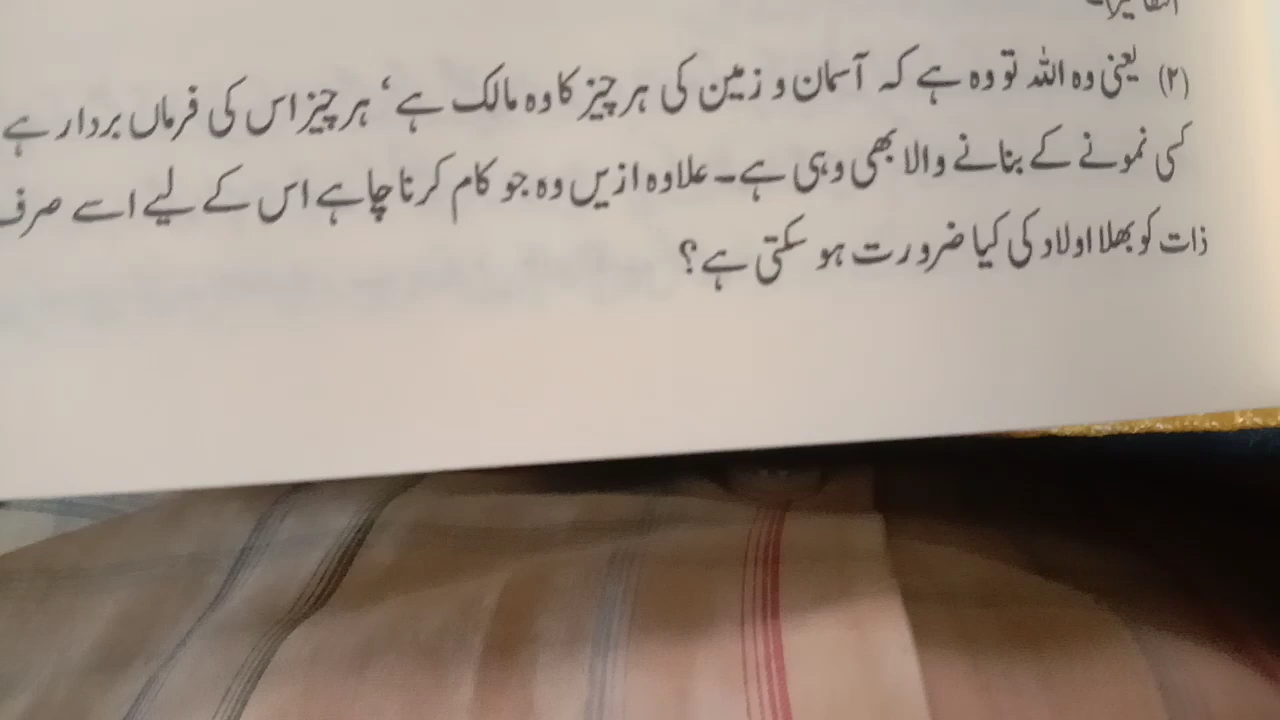 (۲) یعنی وہ اللہ تو وہ ہے کہ آسمان و زمین کی ہر چیز کا وہ مالک ہے‘ ہر چیز اس کی فرماں بردار ہے
کسی نمونے کے بنانے والا بھی وہی ہے۔ علاوہ ازیں وہ جو کام کرنا چاہے اس کے لیے اسے صرف
ذات کو بھلا اولاد کی کیا ضرورت ہو سکتی ہے؟